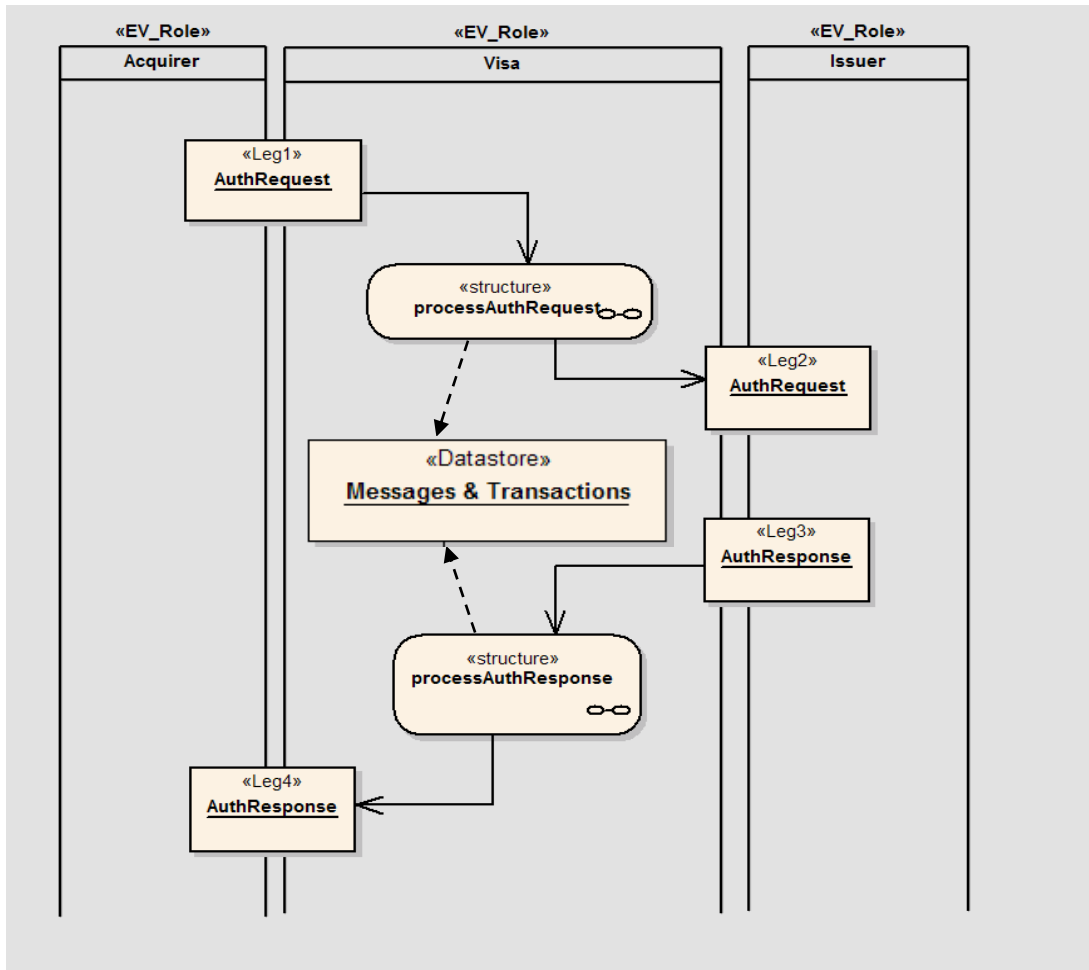 «EV_Role»
Acquirer
«EV_Role»
Visa
«EV_Role»
Issuer
«Leg1»
AuthRequest
«structure»
processAuthRequest
«Leg2»
AuthRequest
«Datastore»
Messages & Transactions
«Leg3»
AuthResponse
«structure»
processAuthResponse
«Leg4»
AuthResponse